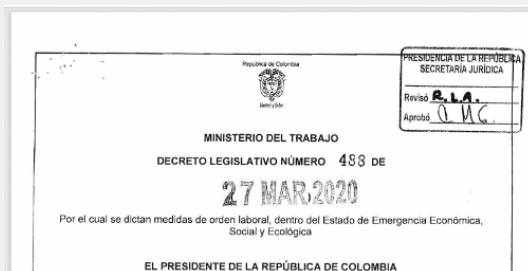 República de Colombia
Libertad y Orden
PRESIDENCIA DE LA REPÚBLICA
SECRETARÍA JURÍDICA
Revisó R.L.A.
Aprobó
MINISTERIO DEL TRABAJO
DECRETO LEGISLATIVO NÚMERO 488 DE
27 MAR 2020
Por el cual se dictan medidas de orden laboral, dentro del Estado de Emergencia Económica,
Social y Ecológica
EL PRESIDENTE DE LA REPÚBLICA DE COLOMBIA